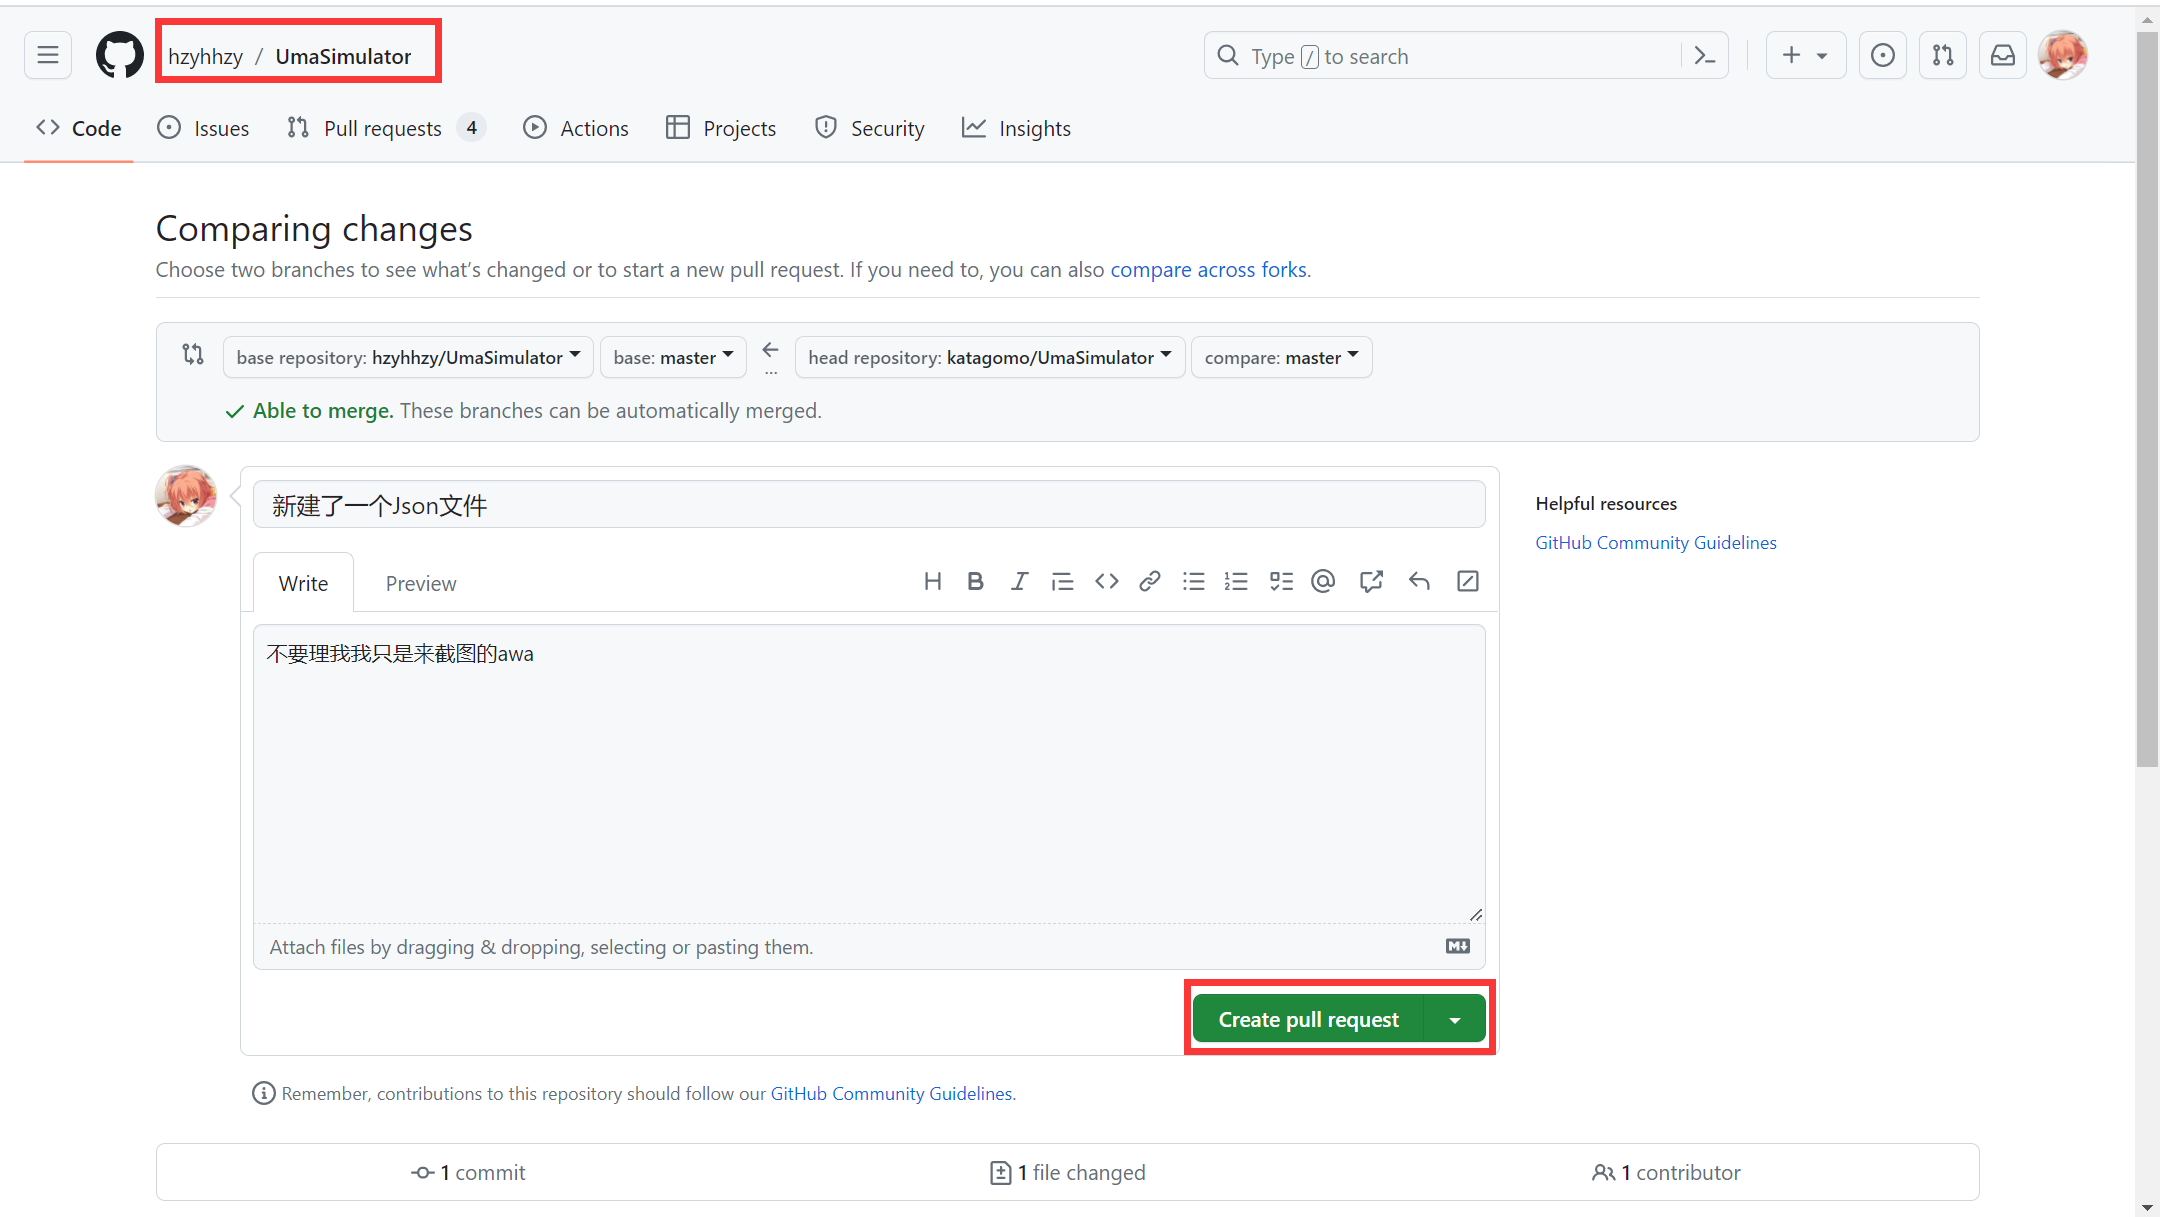 hzyhhzy / UmaSimulator
Type / to search
Code Issues Pull requests 4 Actions Projects Security Insights
Comparing changes
Choose two branches to see what's changed or to start a new pull request. If you need to, you can also compare across forks.
base repository: hzyhhzy/UmaSimulator base: master ... head repository: katagomo/UmaSimulator compare: master
Able to merge. These branches can be automatically merged.
新建了一个Json文件
Helpful resources
GitHub Community Guidelines
Write Preview
不要理我我只是来截图的awa
Attach files by dragging & dropping, selecting or pasting them.
Create pull request
Remember, contributions to this repository should follow our GitHub Community Guidelines.
1 commit 1 file changed 1 contributor